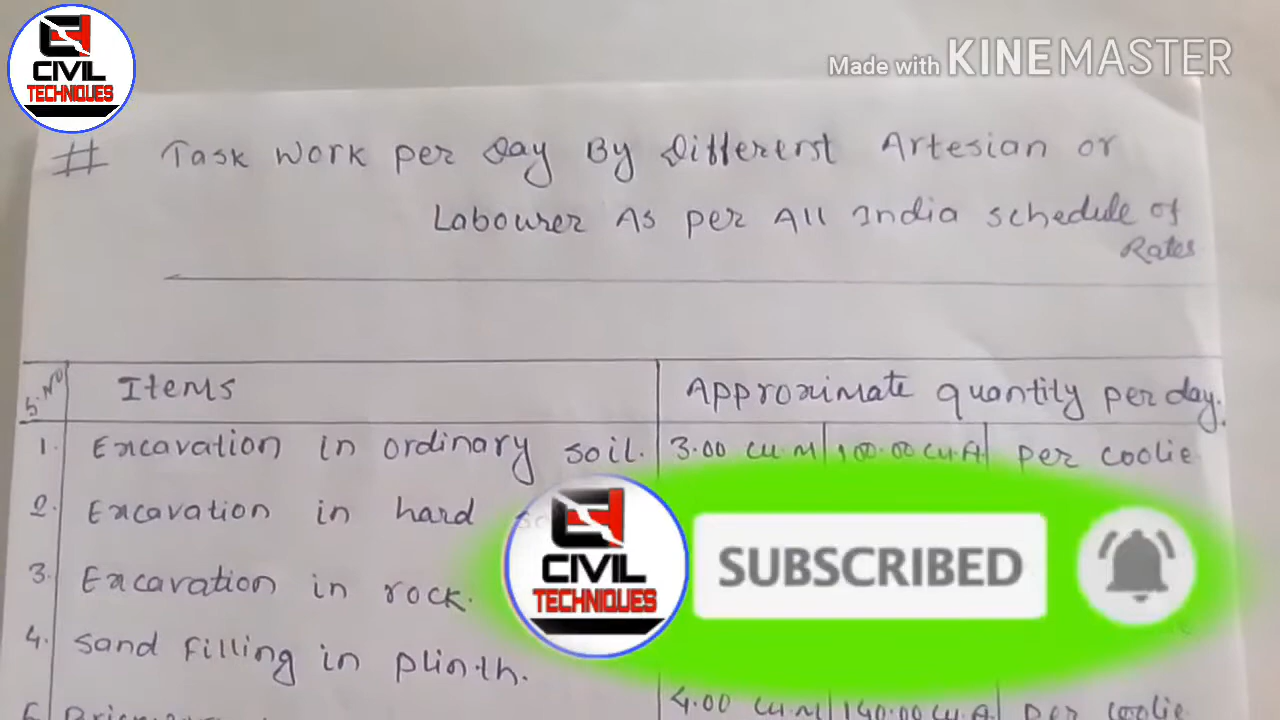 CIVIL
TECHNIQUES
Made with KINEMASTER
# Task work per Day By Different Artesian or
Labourer As per All India schedule of
Rates
S.No Items Approximate quantity per day.
1. Excavation in ordinary soil. 3.00 cu.M 100.00 cu.ft per coolie
2. Excavation in hard
3. Excavation in rock.
4. Sand filling in plinth.
CIVIL
TECHNIQUES
SUBSCRIBED
4.00 cu.M 140.00 cu.ft per coolie